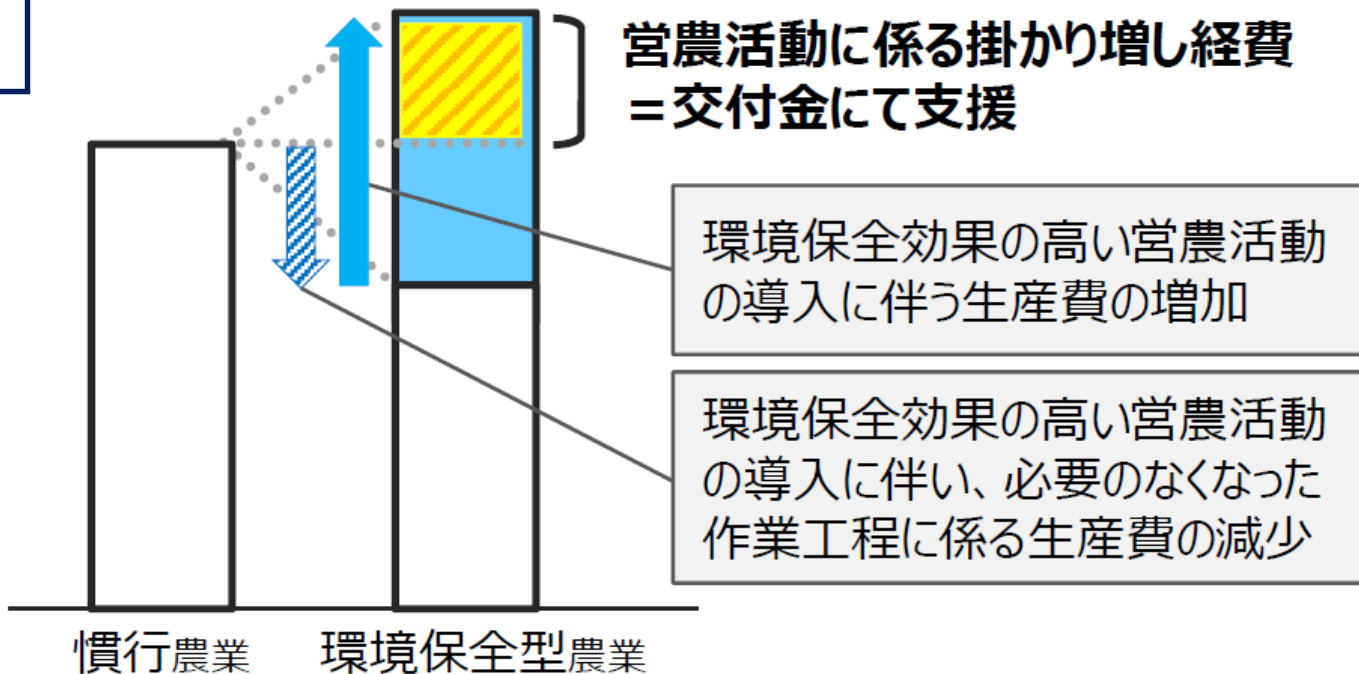 営農活動に係る掛かり増し経費
=交付金にて支援
環境保全効果の高い営農活動
の導入に伴う生産費の増加
環境保全効果の高い営農活動
の導入に伴い、必要のなくなった
作業工程に係る生産費の減少
慣行農業
環境保全型農業